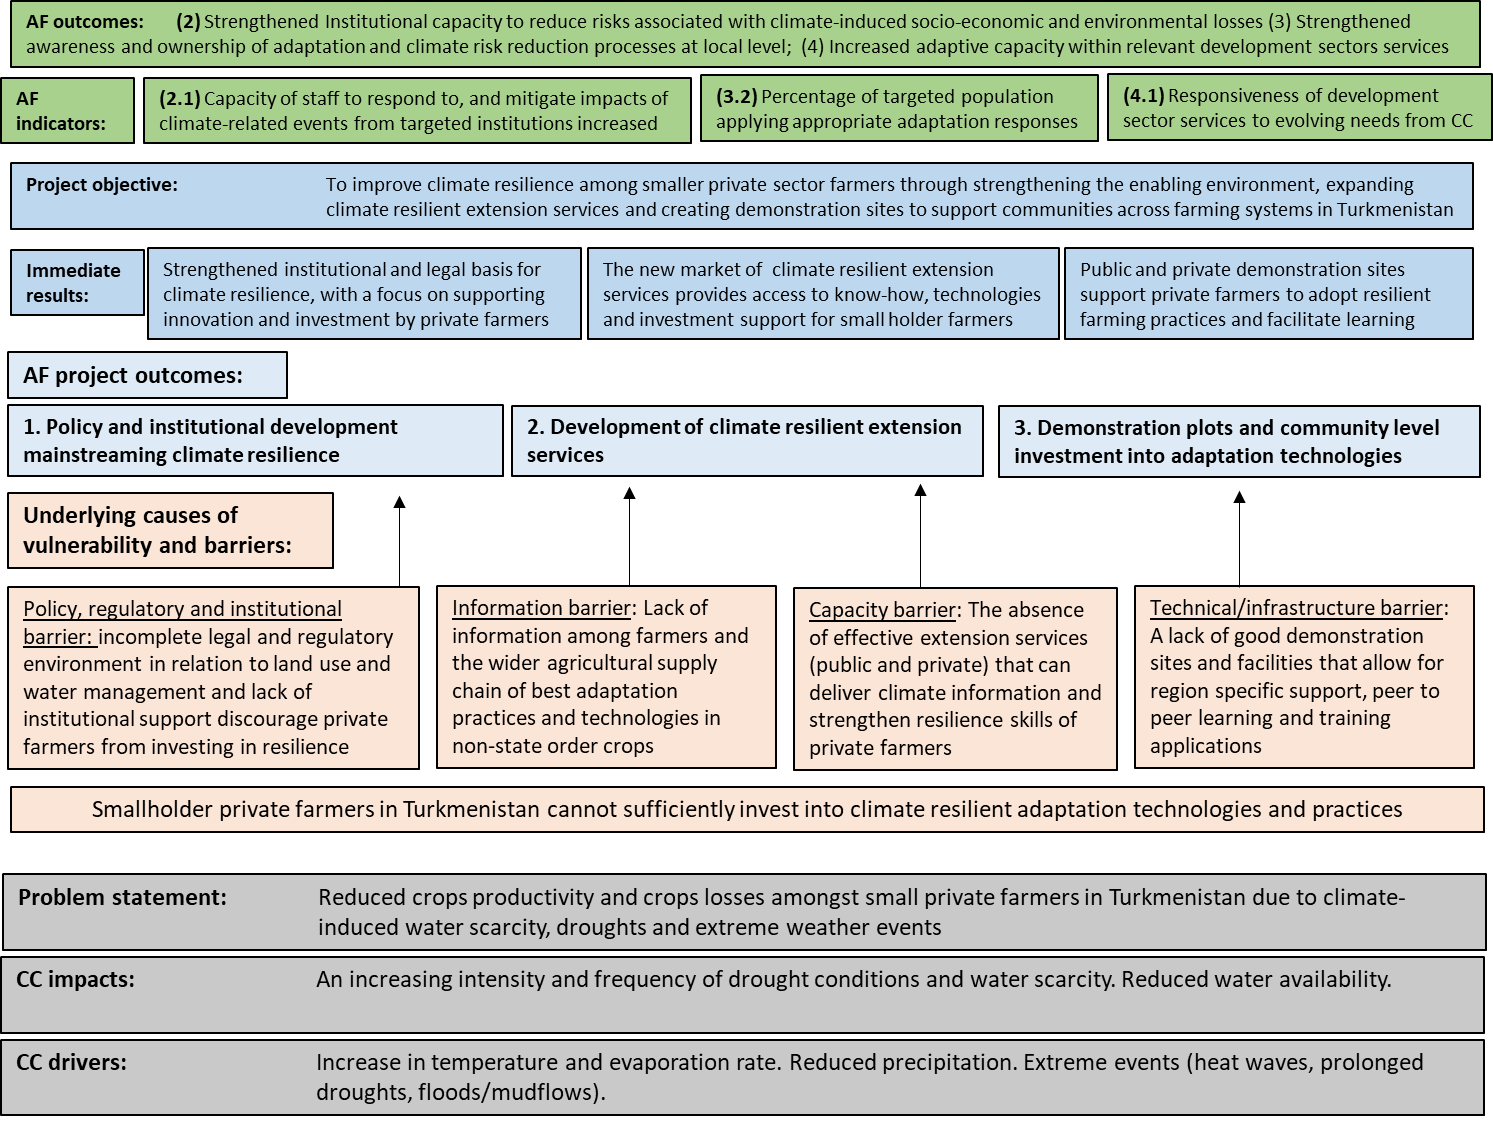 AF outcomes: (2) Strengthened Institutional capacity to reduce risks associated with climate-induced socio-economic and environmental losses (3) Strengthened
awareness and ownership of adaptation and climate risk reduction processes at local level; (4) Increased adaptive capacity within relevant development sectors services
AF
indicators:
(2.1) Capacity of staff to respond to, and mitigate impacts of
climate-related events from targeted institutions increased
(3.2) Percentage of targeted population
applying appropriate adaptation responses
(4.1) Responsiveness of development
sector services to evolving needs from CC
Project objective: To improve climate resilience among smaller private sector farmers through strengthening the enabling environment, expanding
climate resilient extension services and creating demonstration sites to support communities across farming systems in Turkmenistan
Immediate
results:
Strengthened institutional and legal basis for
climate resilience, with a focus on supporting
innovation and investment by private farmers
The new market of climate resilient extension
services provides access to know-how, technologies
and investment support for small holder farmers
Public and private demonstration sites
support private farmers to adopt resilient
farming practices and facilitate learning
AF project outcomes:
1. Policy and institutional development
mainstreaming climate resilience
2. Development of climate resilient extension
services
3. Demonstration plots and community level
investment into adaptation technologies
Underlying causes of
vulnerability and barriers:
Policy, regulatory and institutional
barrier: incomplete legal and regulatory
environment in relation to land use and
water management and lack of
institutional support discourage private
farmers from investing in resilience
Information barrier: Lack of
information among farmers and
the wider agricultural supply
chain of best adaptation
practices and technologies in
non-state order crops
Capacity barrier: The absence
of effective extension services
(public and private) that can
deliver climate information and
strengthen resilience skills of
private farmers
Technical/infrastructure barrier:
A lack of good demonstration
sites and facilities that allow for
region specific support, peer to
peer learning and training
applications
Smallholder private farmers in Turkmenistan cannot sufficiently invest into climate resilient adaptation technologies and practices
Problem statement: Reduced crops productivity and crops losses amongst small private farmers in Turkmenistan due to climate-
induced water scarcity, droughts and extreme weather events
CC impacts: An increasing intensity and frequency of drought conditions and water scarcity. Reduced water availability.
CC drivers: Increase in temperature and evaporation rate. Reduced precipitation. Extreme events (heat waves, prolonged
droughts, floods/mudflows).